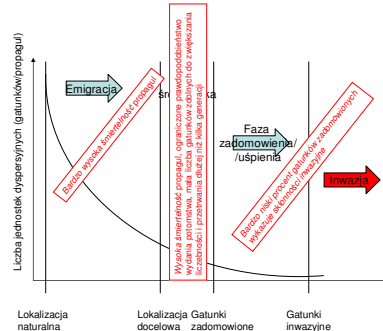 Liczba jednostek dyspersyjnych (gatunków/propagul)
Emigracja
Bardzo wysoka śmiertelność propagul
Wysoka śmiertelność propagul, ograniczone prawdopodobieństwo
wydania potomstwa, mała liczba gatunków zdolnych do zwiększania
liczebności i przetrwania dłużej niż kilka generacji
Faza
zadomowienia/
/uśpienia
Bardzo niski procent gatunków zadomowionych
wykazuje skłonności inwazyjne
Inwazja
Lokalizacja
naturalna
Lokalizacja
docelowa
Gatunki
zadomowione
Gatunki
inwazyjne